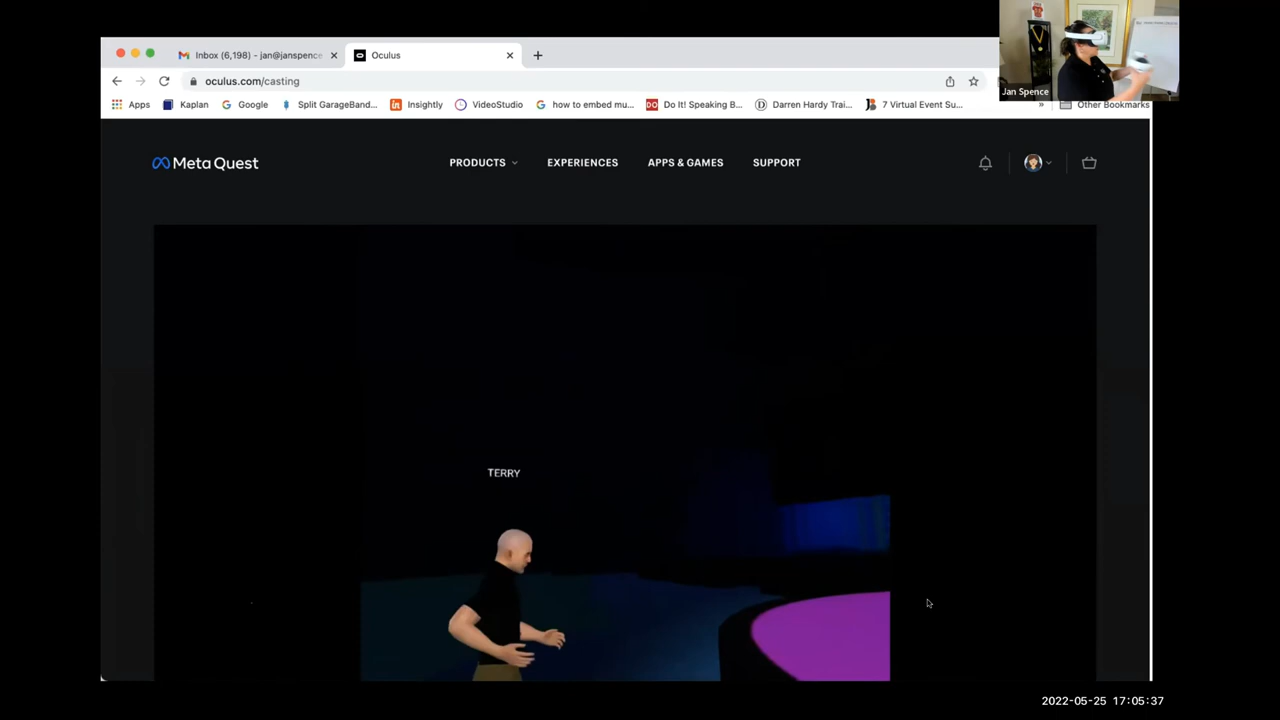 Inbox (6,198) - jan@janspence
Oculus
oculus.com/casting
Apps Kaplan Google Split GarageBand... Insightly VideoStudio how to embed mu... DO Do It! Speaking B... Darren Hardy Trai... 7 Virtual Event Su... » Other Bookmarks
Jan Spence
Meta Quest PRODUCTS EXPERIENCES APPS & GAMES SUPPORT
TERRY
2022-05-25 17:05:37